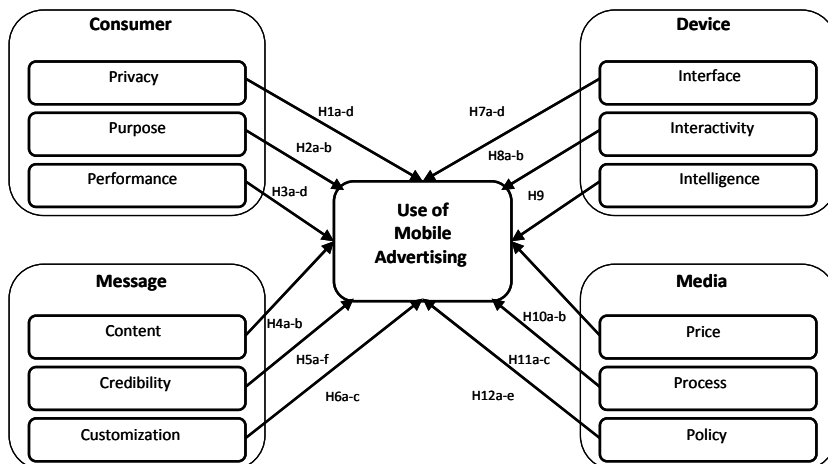 Consumer
Privacy
Purpose
Performance
H1a-d
H2a-b
H3a-d
Device
Interface
Interactivity
Intelligence
H7a-d
H8a-b
H9
Use of
Mobile
Advertising
Message
Content
Credibility
Customization
H4a-b
H5a-f
H6a-c
Media
Price
Process
Policy
H10a-b
H11a-c
H12a-e